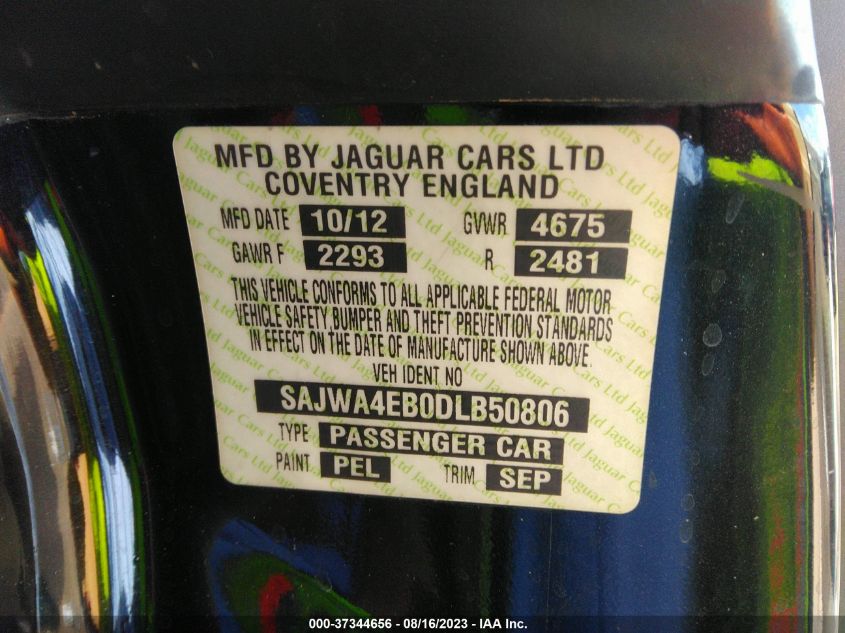 MFD BY JAGUAR CARS LTD
COVENTRY ENGLAND
MFD DATE 10/12 GVWR 4675
GAWR F 2293 R 2481
THIS VEHICLE CONFORMS TO ALL APPLICABLE FEDERAL MOTOR
VEHICLE SAFETY,BUMPER AND THEFT PREVENTION STANDARDS
IN EFFECT ON THE DATE OF MANUFACTURE SHOWN ABOVE.
VEH IDENT NO
SAJWA4EB0DLB50806
TYPE PASSENGER CAR
PAINT PEL TRIM SEP
000-37344656 - 08/16/2023 - IAA Inc.